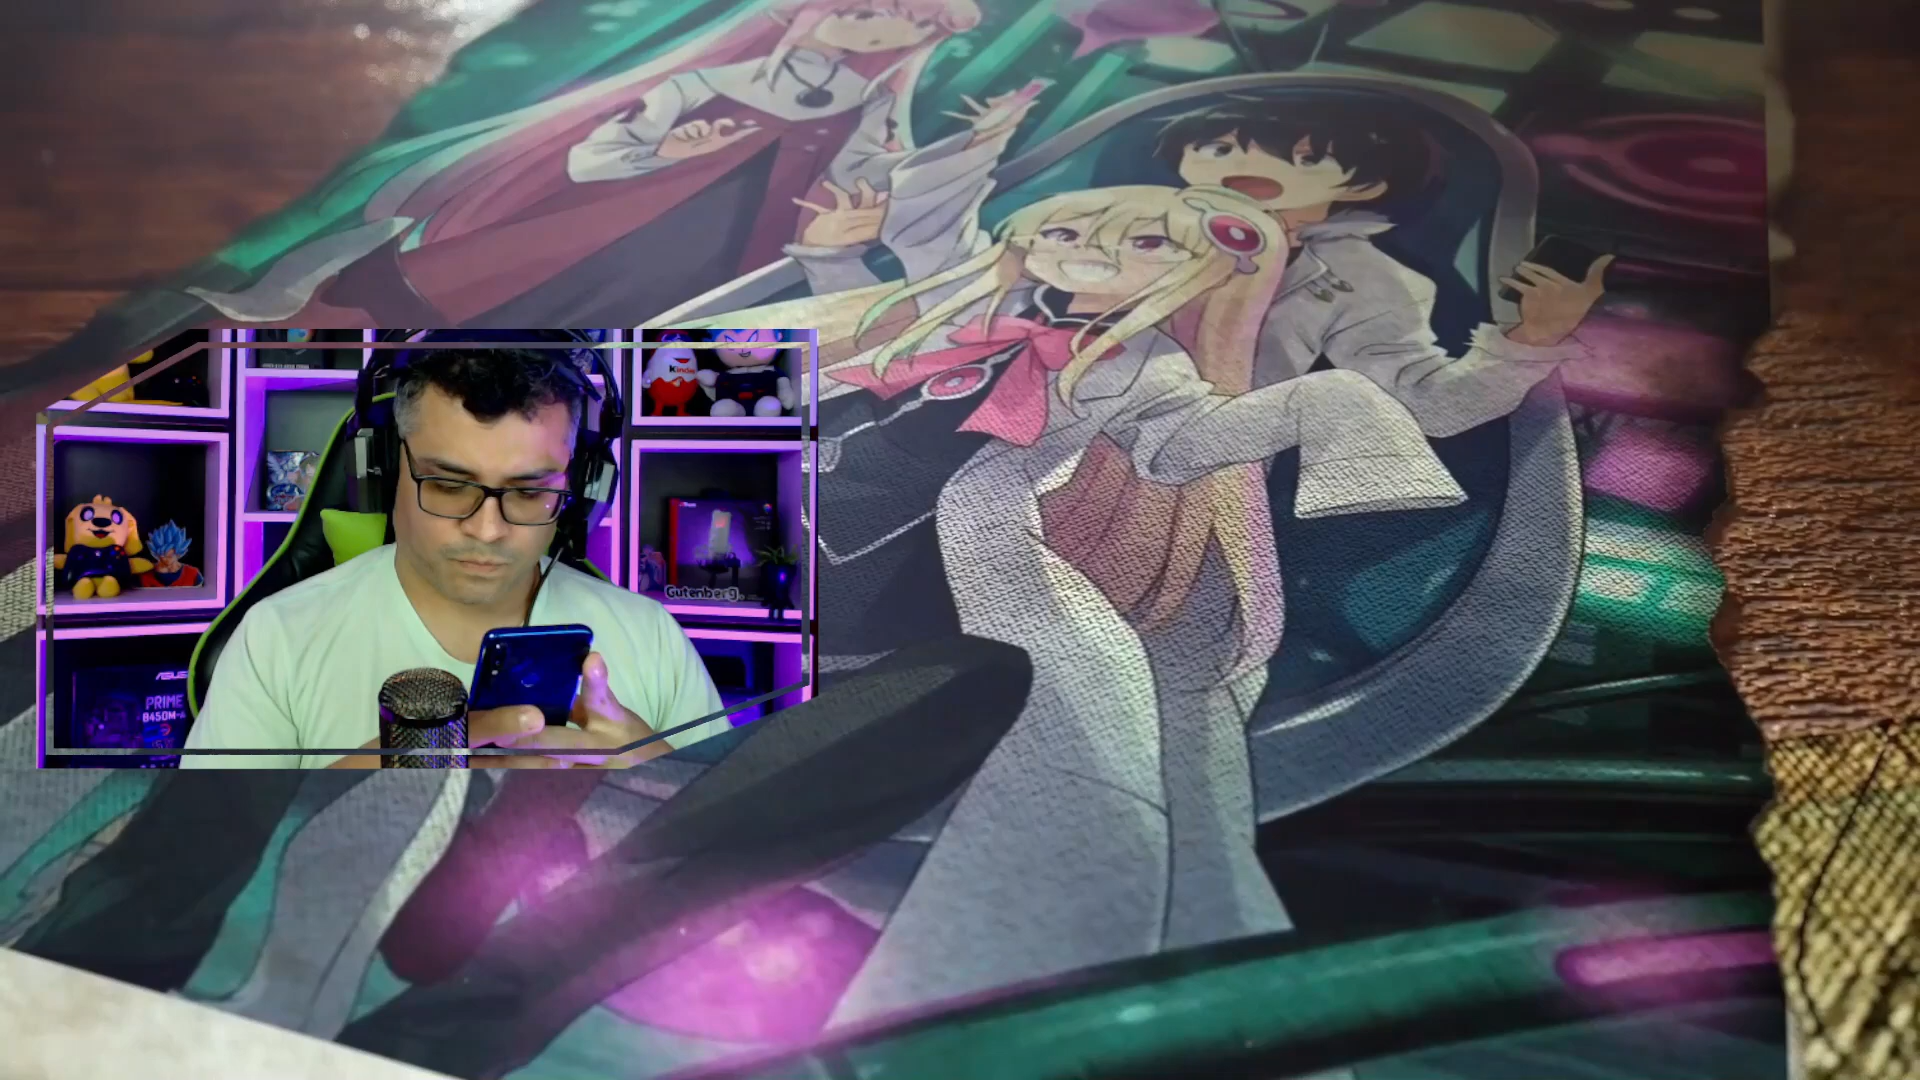 Kinder
Gutenberg.
ASUS
PRIME
B450M-A